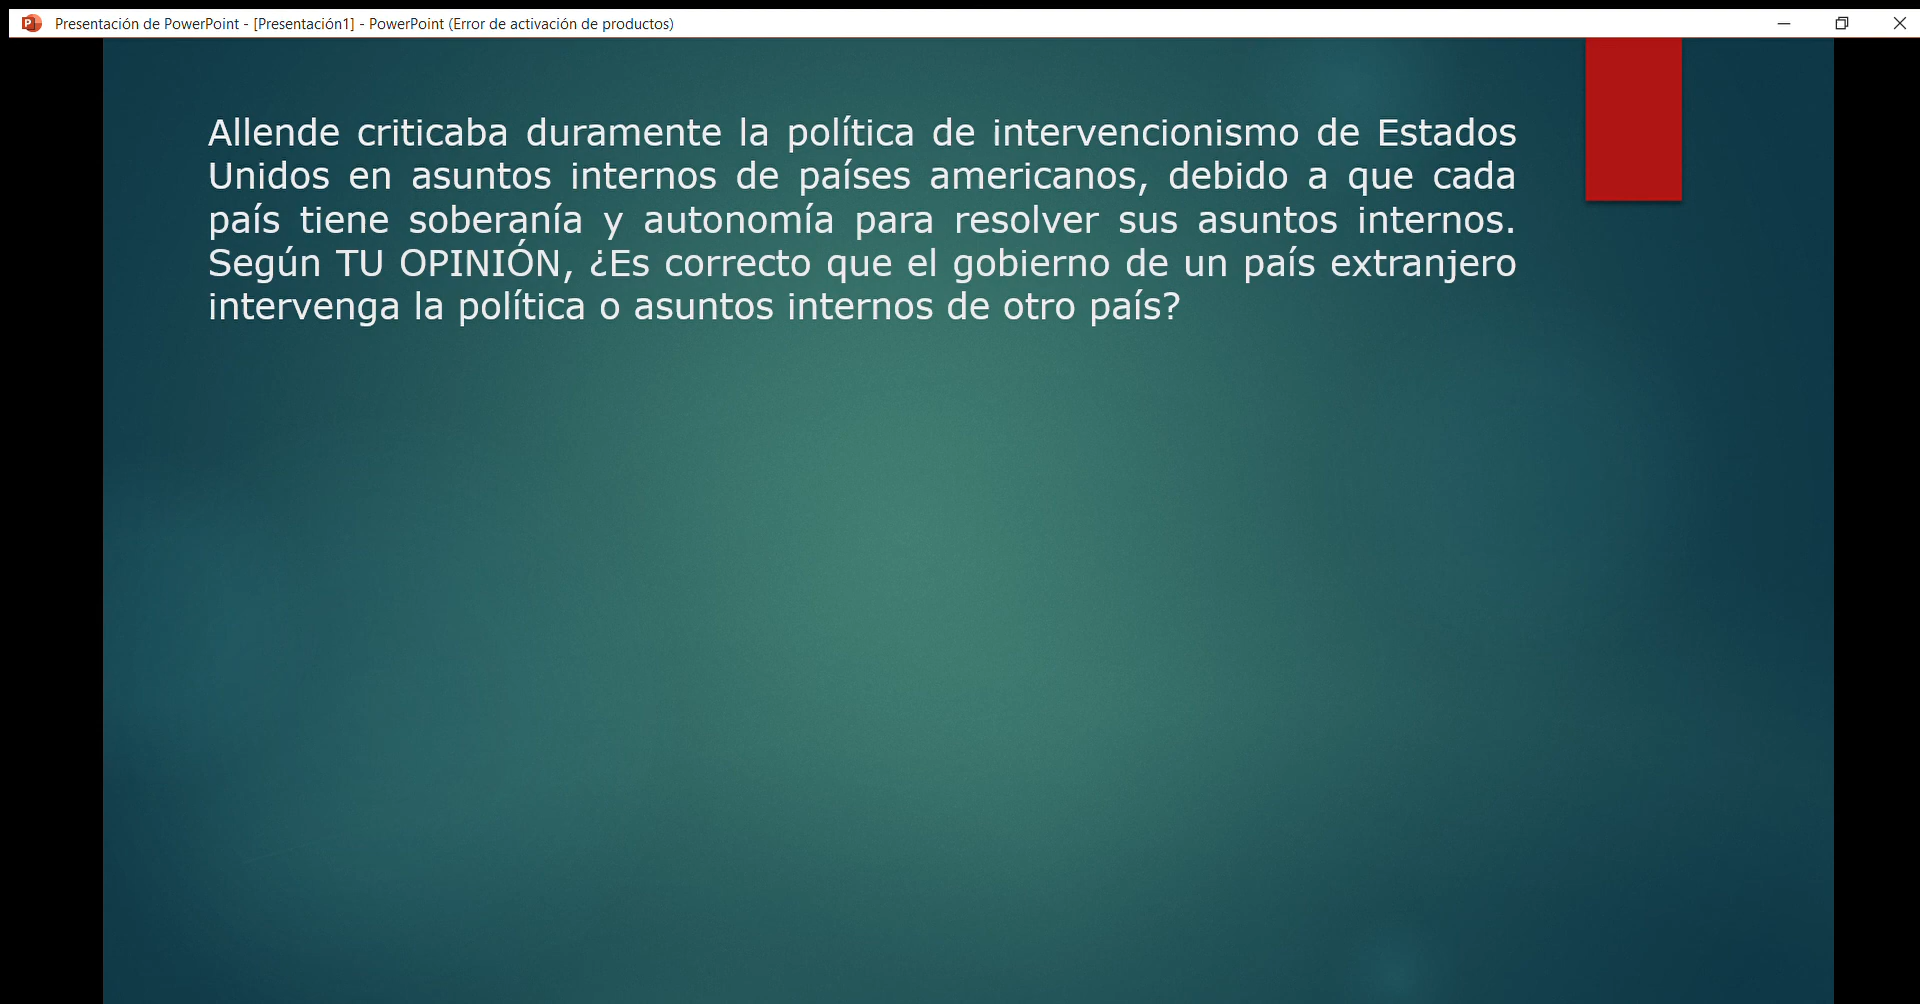 Presentación de PowerPoint - [Presentación1] - PowerPoint (Error de activación de productos)
Allende criticaba duramente la política de intervencionismo de Estados
Unidos en asuntos internos de países americanos, debido a que cada
país tiene soberanía y autonomía para resolver sus asuntos internos.
Según TU OPINIÓN, ¿Es correcto que el gobierno de un país extranjero
intervenga la política o asuntos internos de otro país?